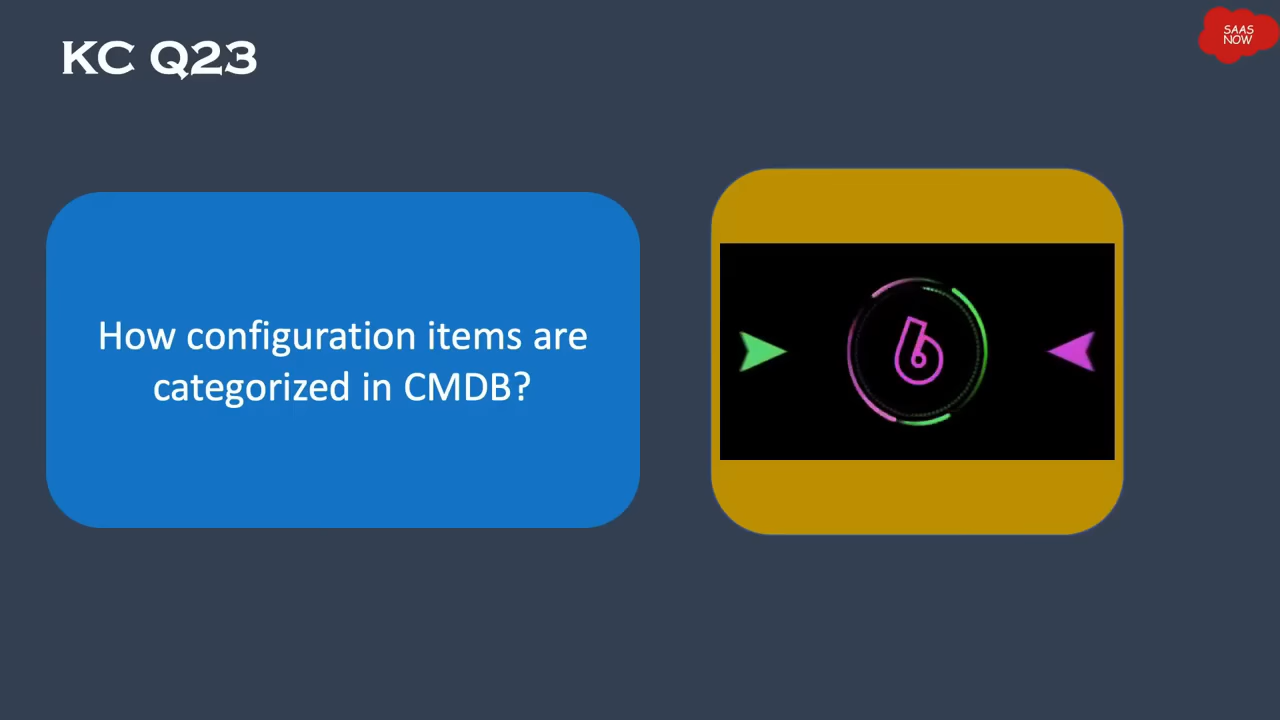 KC Q23
SAAS
NOW
How configuration items are
categorized in CMDB?
6